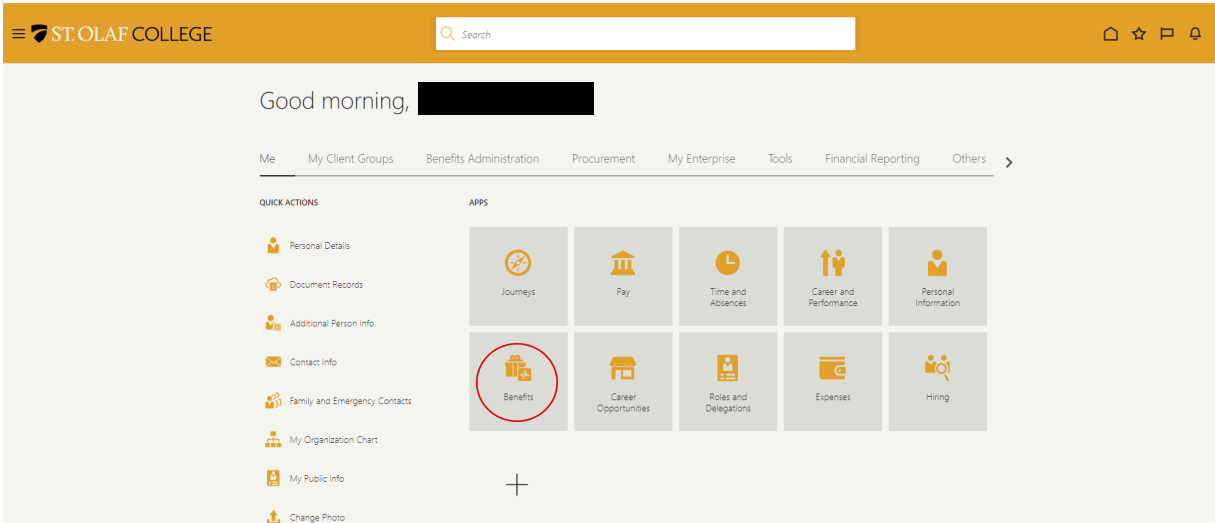 ST. OLAF COLLEGE
Search
Good morning,
Me My Client Groups Benefits Administration Procurement My Enterprise Tools Financial Reporting Others
QUICK ACTIONS
Personal Details
Document Records
Additional Person Info
Contact Info
Family and Emergency Contacts
My Organization Chart
My Public Info
Change Photo
APPS
Journeys
Pay
Time and
Absences
Career and
Performance
Personal
Information
Benefits
Career
Opportunities
Roles and
Delegations
Expenses
Hiring